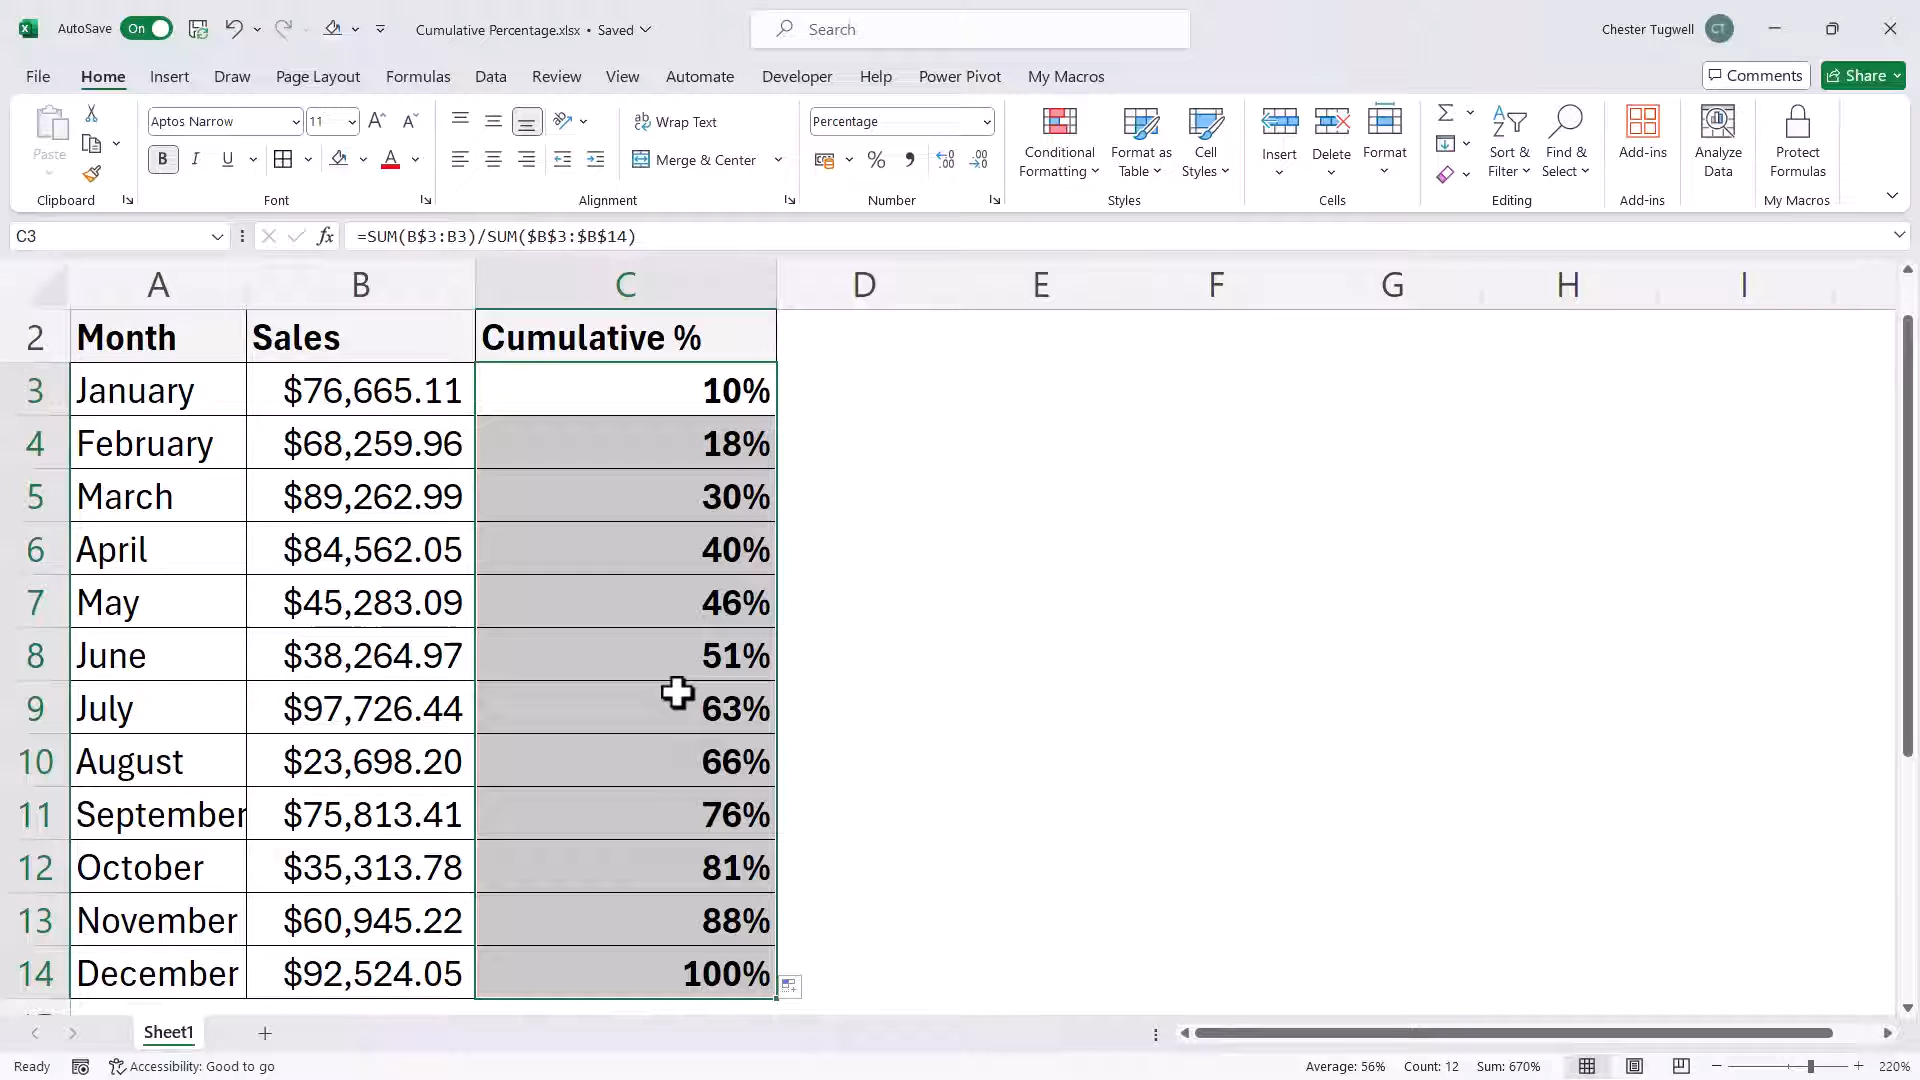 AutoSave On Cumulative Percentage.xlsx • Saved Search Chester Tugwell CT
File Home Insert Draw Page Layout Formulas Data Review View Automate Developer Help Power Pivot My Macros Comments Share
Paste Aptos Narrow 11 Wrap Text Percentage Conditional Formatting Format as Table Cell Styles Insert Delete Format Sort & Filter Find & Select Add-ins Analyze Data Protect Formulas
B I U A Merge & Center % 
Clipboard Font Alignment Number Styles Cells Editing Add-ins My Macros
C3 fx =SUM(B$3:B3)/SUM($B$3:$B$14)
A B C D E F G H I
2 Month Sales Cumulative %
3 January $76,665.11 10%
4 February $68,259.96 18%
5 March $89,262.99 30%
6 April $84,562.05 40%
7 May $45,283.09 46%
8 June $38,264.97 51%
9 July $97,726.44 63%
10 August $23,698.20 66%
11 September $75,813.41 76%
12 October $35,313.78 81%
13 November $60,945.22 88%
14 December $92,524.05 100%
Sheet1
Ready Accessibility: Good to go Average: 56% Count: 12 Sum: 670% 220%